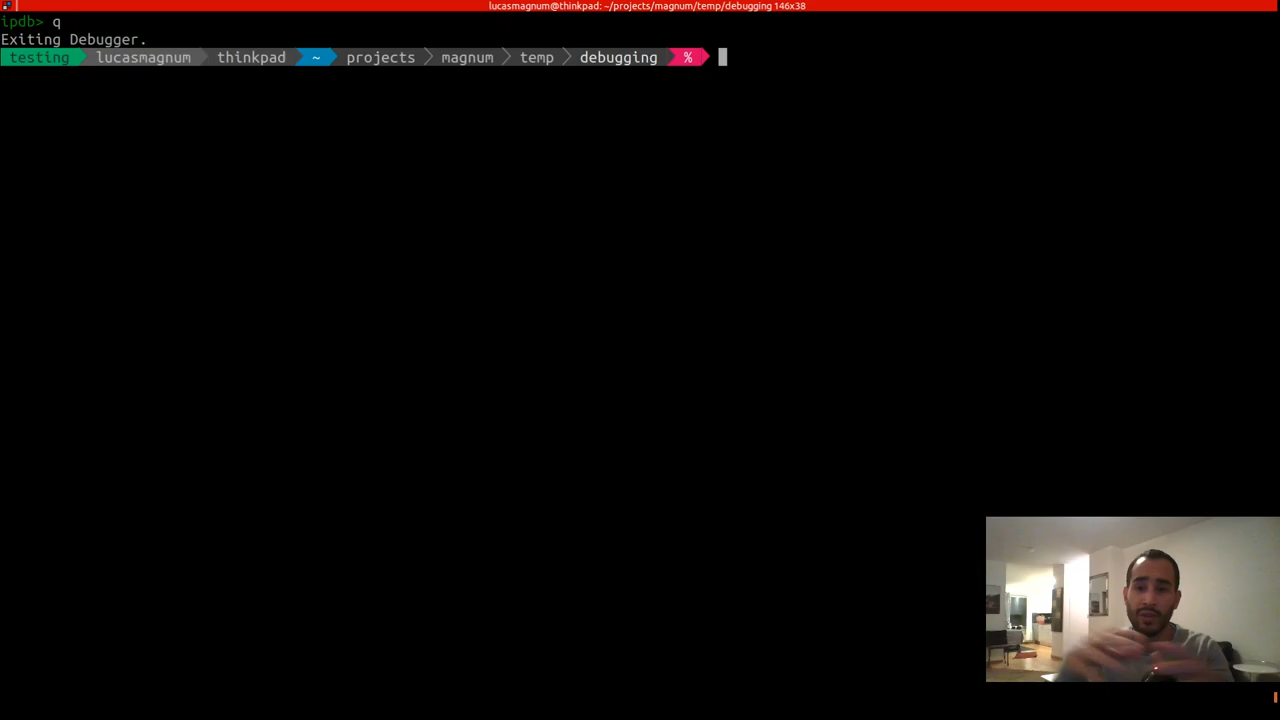 lucasmagnum@thinkpad: ~/projects/magnum/temp/debugging 146x38
ipdb> q
Exiting Debugger.
testing lucasmagnum thinkpad ~ projects magnum temp debugging %